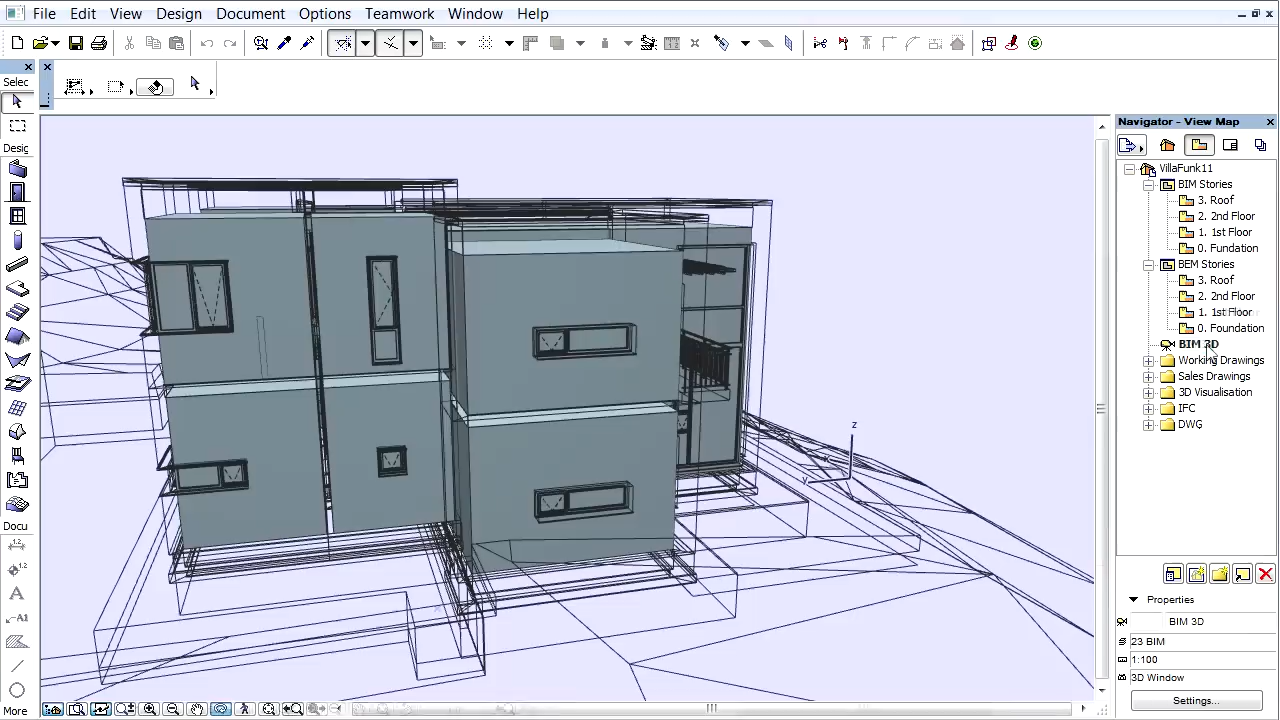 File Edit View Design Document Options Teamwork Window Help
Selec
Desig
Docu
More
Navigator - View Map
VillaFunk11
BIM Stories
3. Roof
2. 2nd Floor
1. 1st Floor
0. Fundation
BEM Stories
3. Roof
2. 2nd Floor
1. 1st Floor
0. Foundation
BIM 3D
Working Drawings
Sales Drawings
3D Visualisation
IFC
DWG
Properties
BIM 3D
23 BIM
1:100
3D Window
Settings...
z
y